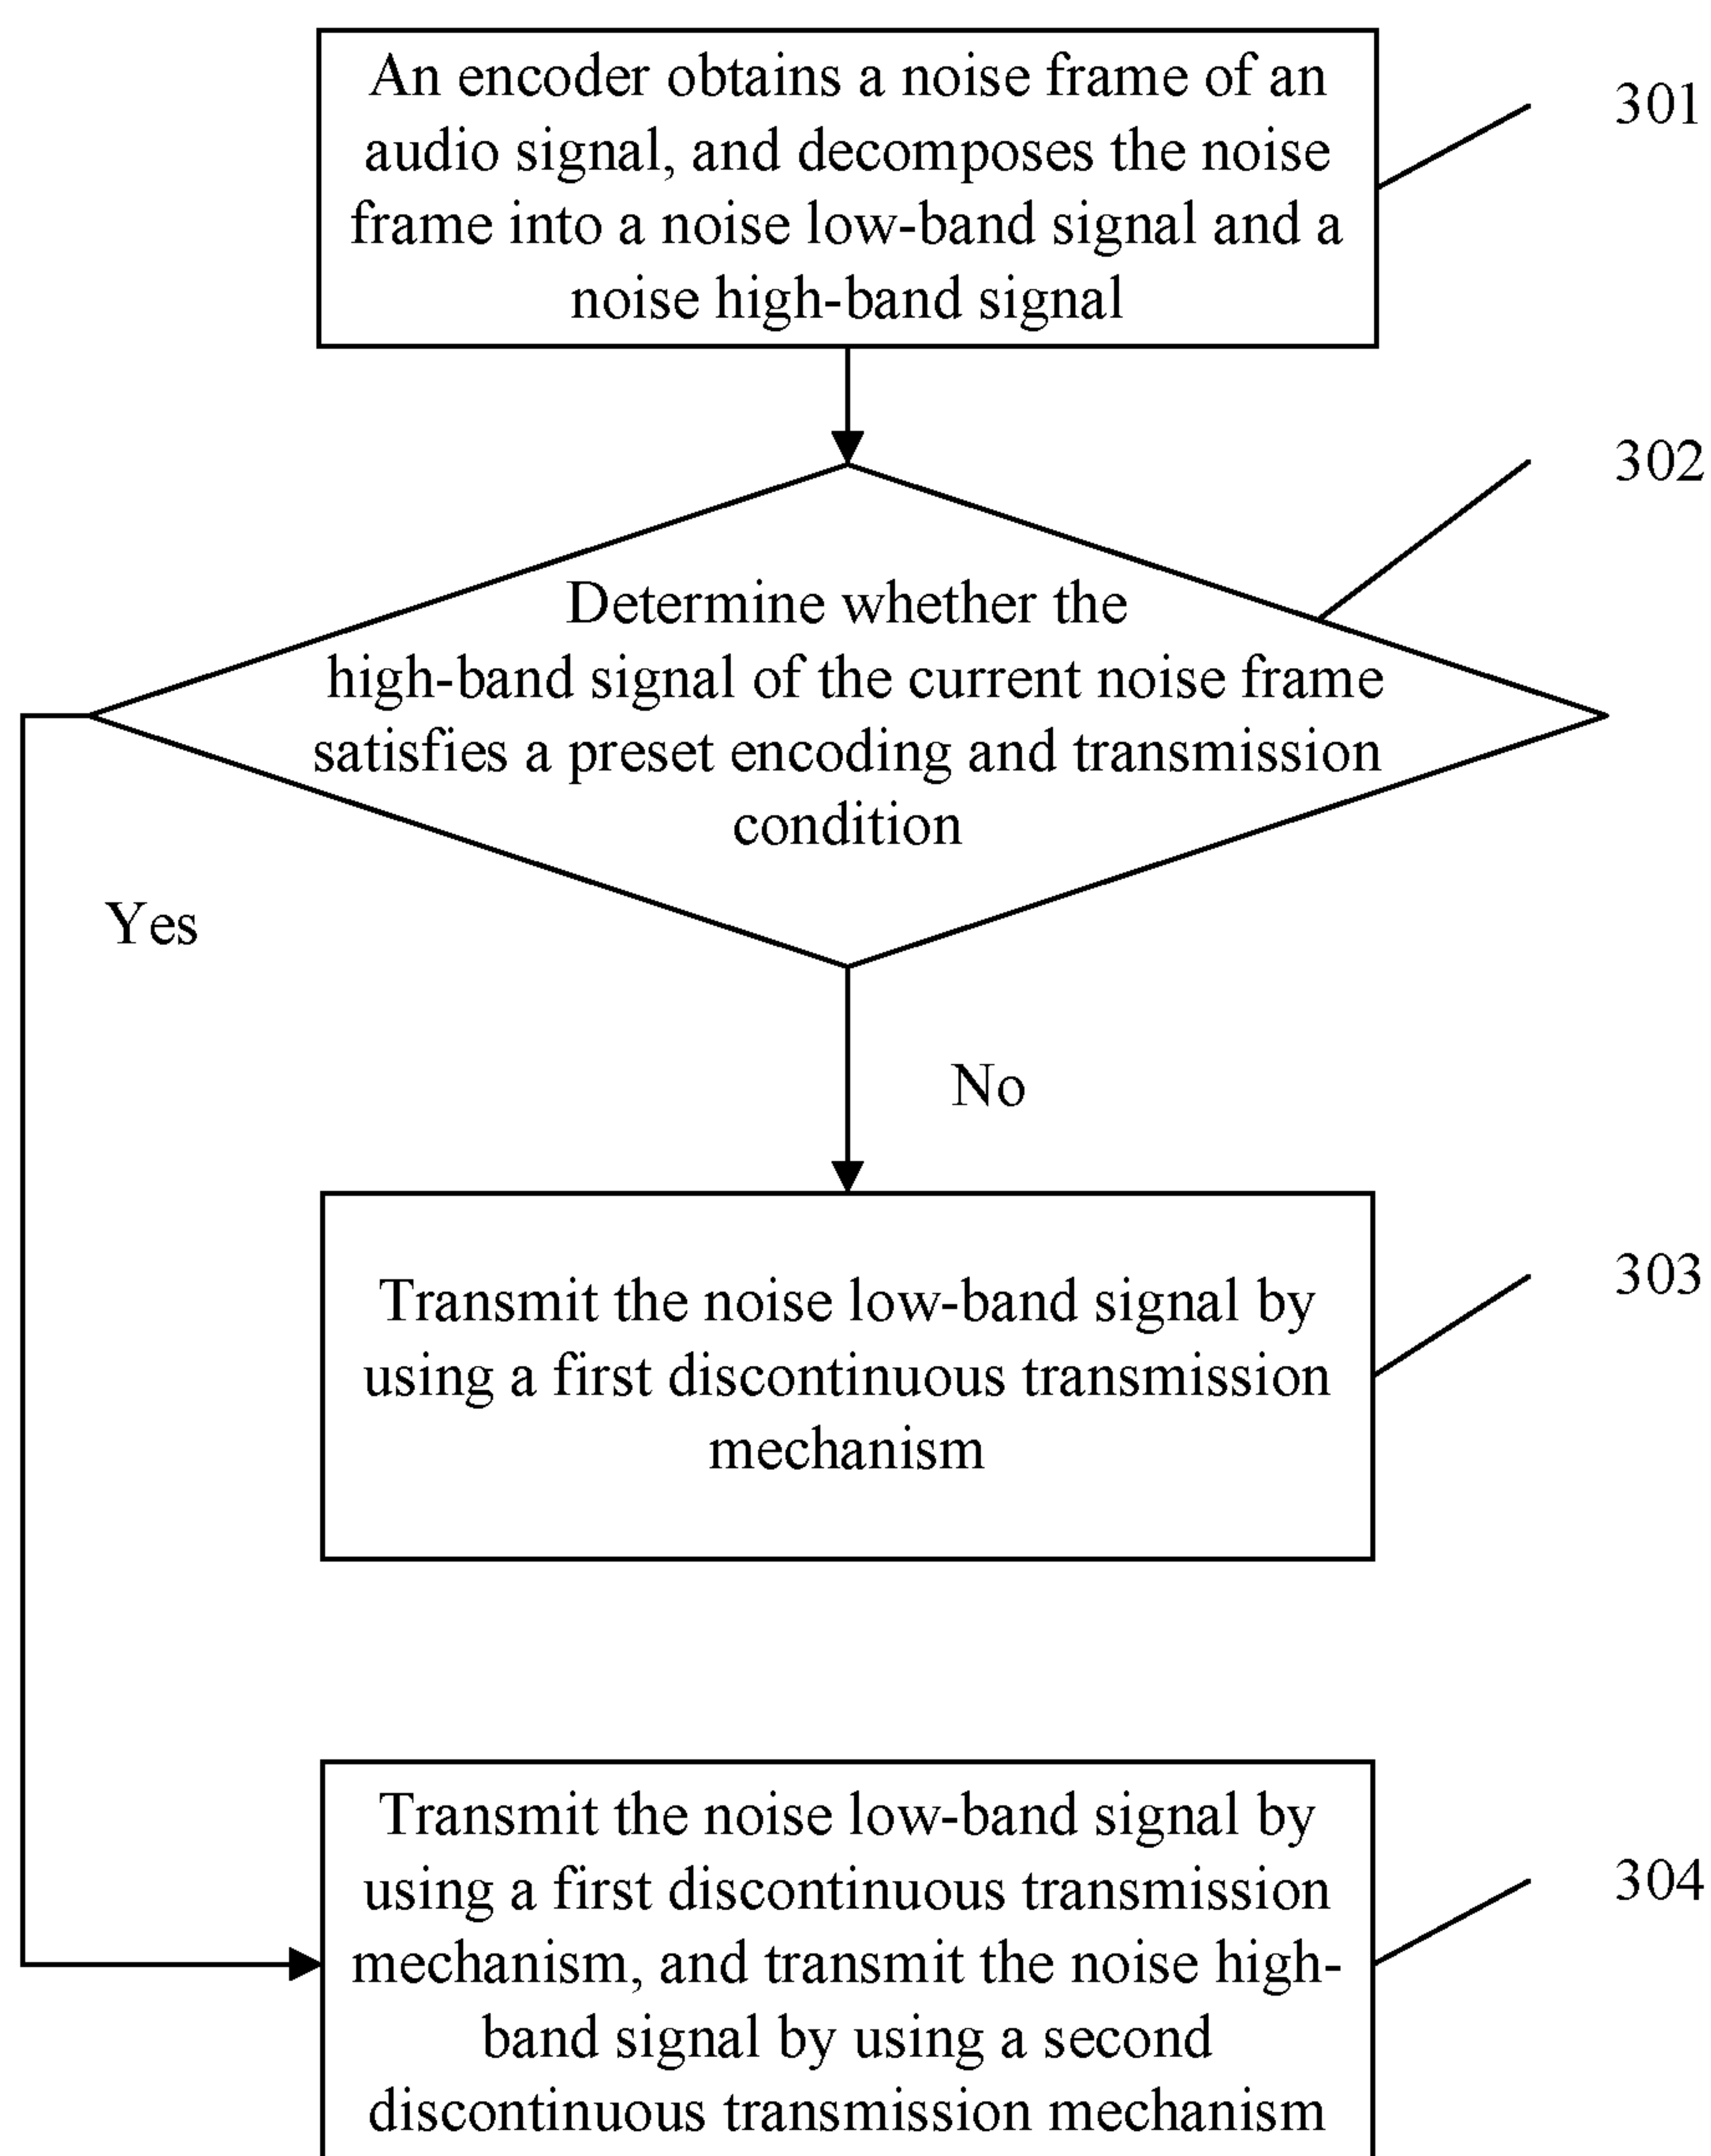 An encoder obtains a noise frame of an
audio signal, and decomposes the noise
frame into a noise low-band signal and a
noise high-band signal
301
302
Determine whether the
high-band signal of the current noise frame
satisfies a preset encoding and transmission
condition
Yes
No
Transmit the noise low-band signal by
using a first discontinuous transmission
mechanism
303
Transmit the noise low-band signal by
using a first discontinuous transmission
mechanism, and transmit the noise high-
band signal by using a second
discontinuous transmission mechanism
304